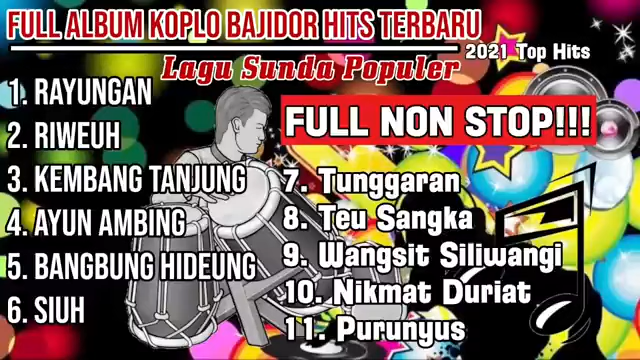 FULL ALBUM KOPLO BAJIDOR HITS TERBARU
2021 Top Hits
Lagu Sunda Populer
1. RAYUNGAN
2. RIWEUH
3. KEMBANG TANJUNG
4. AYUN AMBING
5. BANGBUNG HIDEUNG
6. SIUH
FULL NON STOP!!!
7. Tunggaran
8. Teu Sangka
9. Wangsit Siliwangi
10. Nikmat Duriat
11. Purunyus